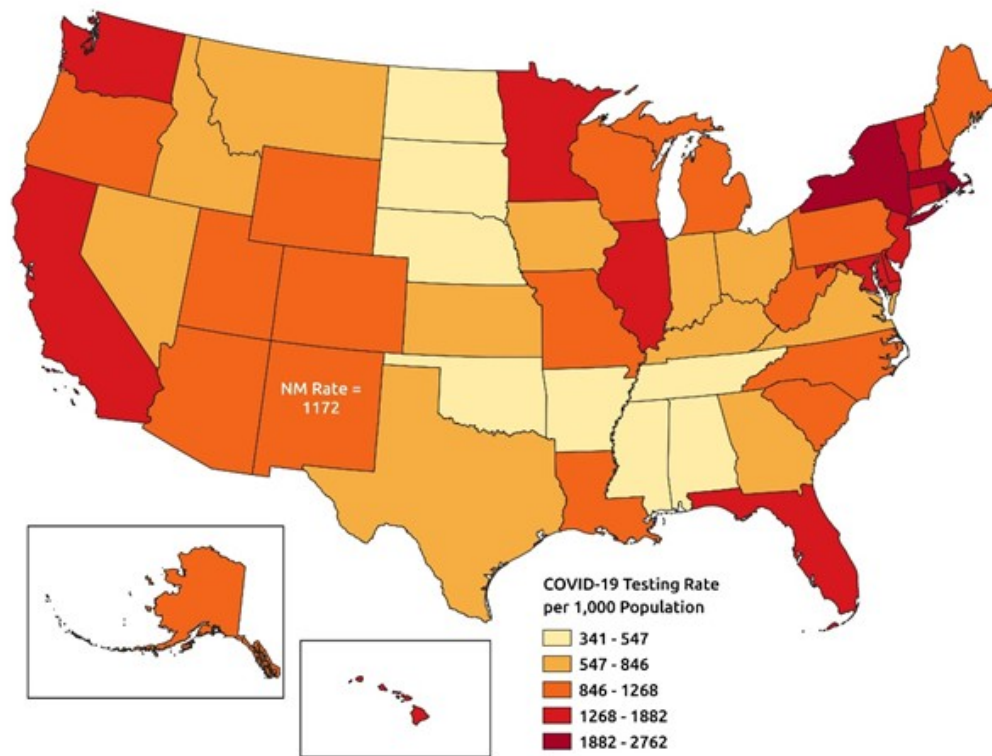 NM Rate =
1172
COVID-19 Testing Rate
per 1,000 Population
341 - 547
547 - 846
846 - 1268
1268 - 1882
1882 - 2762